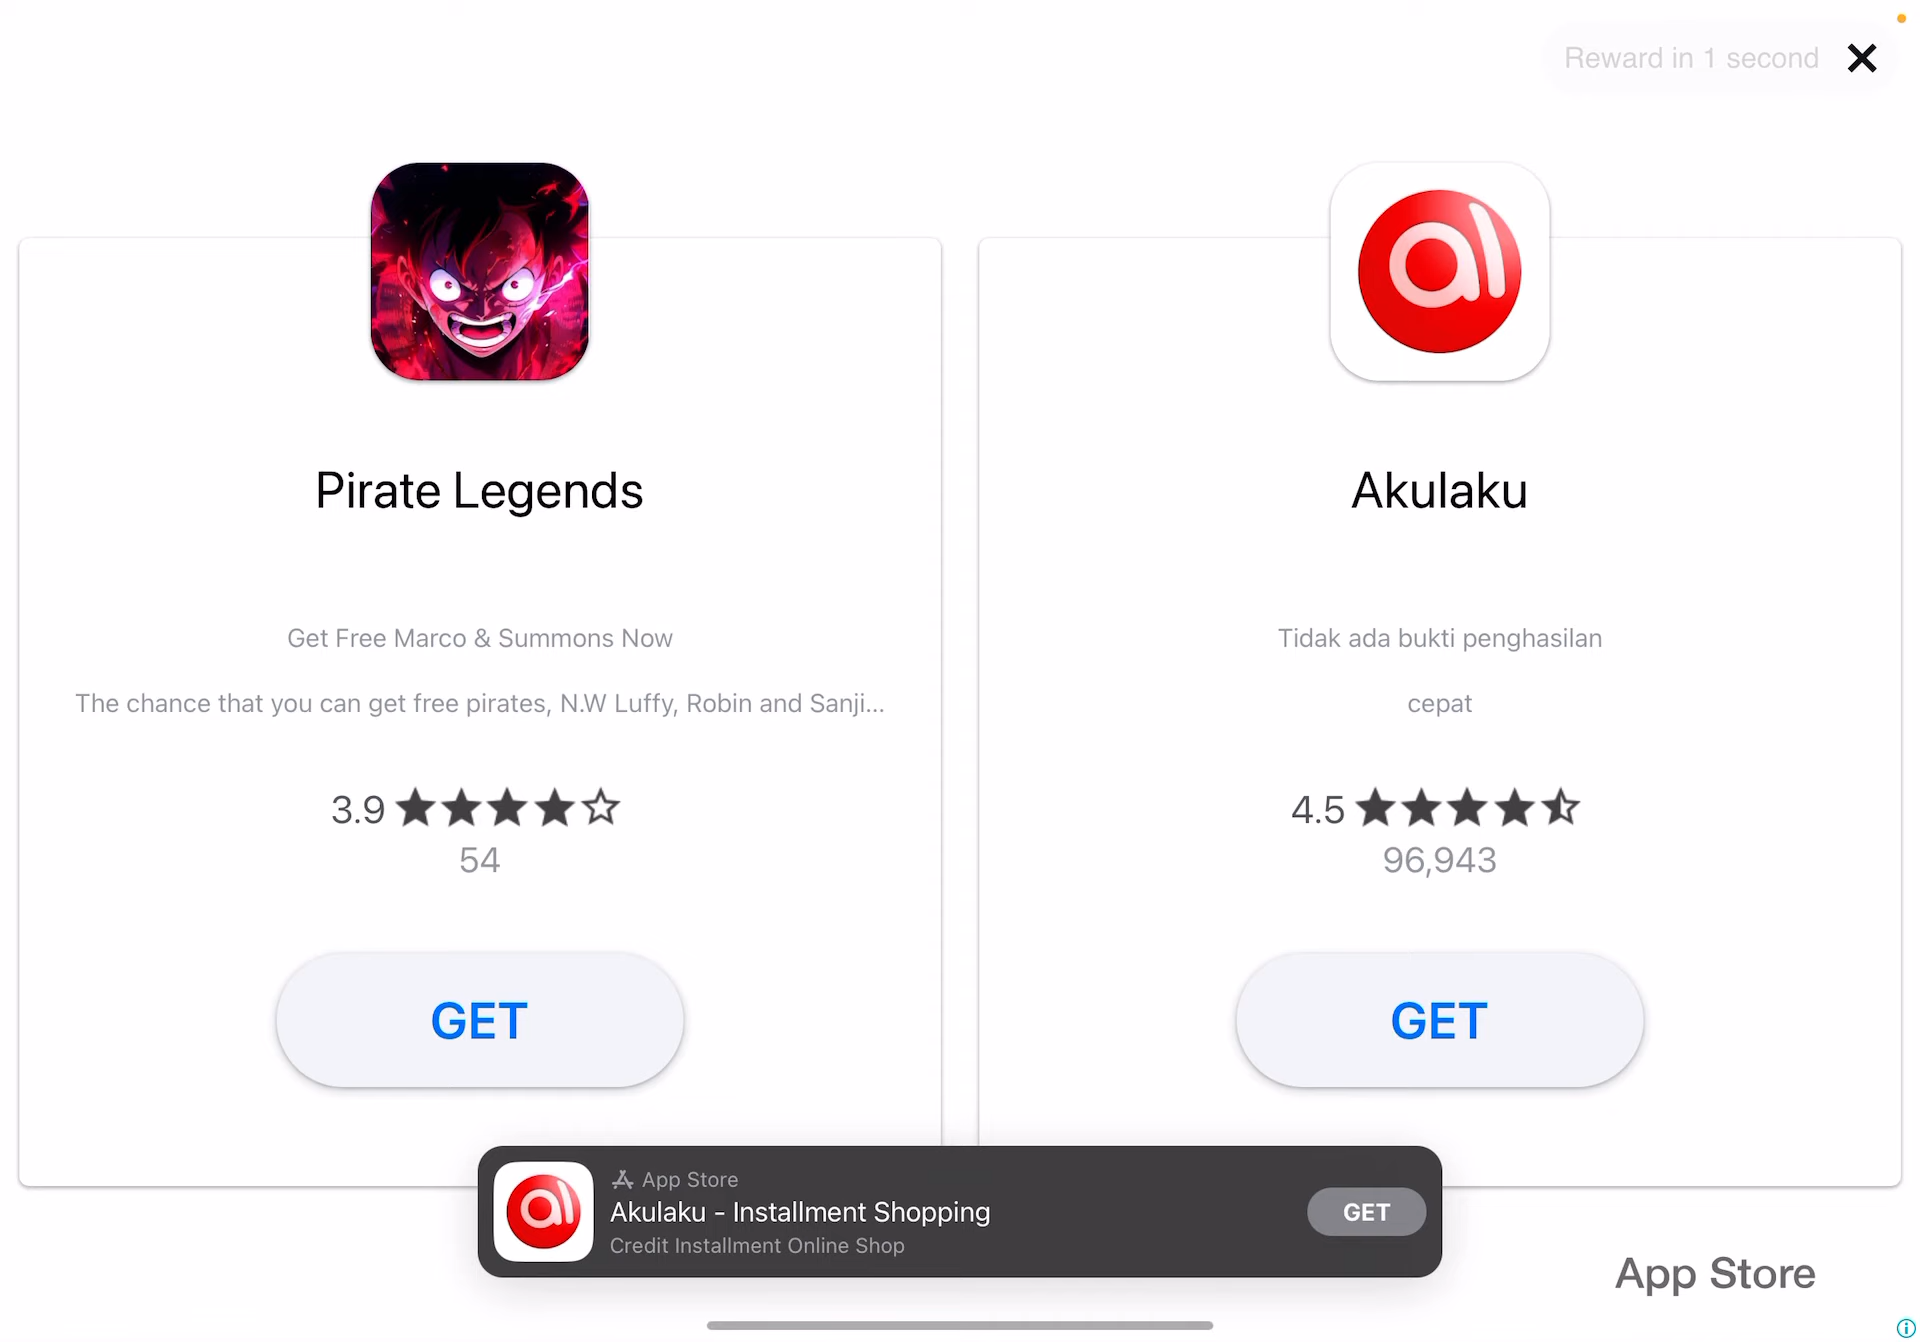 Reward in 1 second
Pirate Legends
Get Free Marco & Summons Now
The chance that you can get free pirates, N.W Luffy, Robin and Sanji...
3.9
54
GET
al
Akulaku
Tidak ada bukti penghasilan
cepat
4.5
96,943
GET
al
App Store
Akulaku - Installment Shopping
Credit Installment Online Shop
GET
App Store